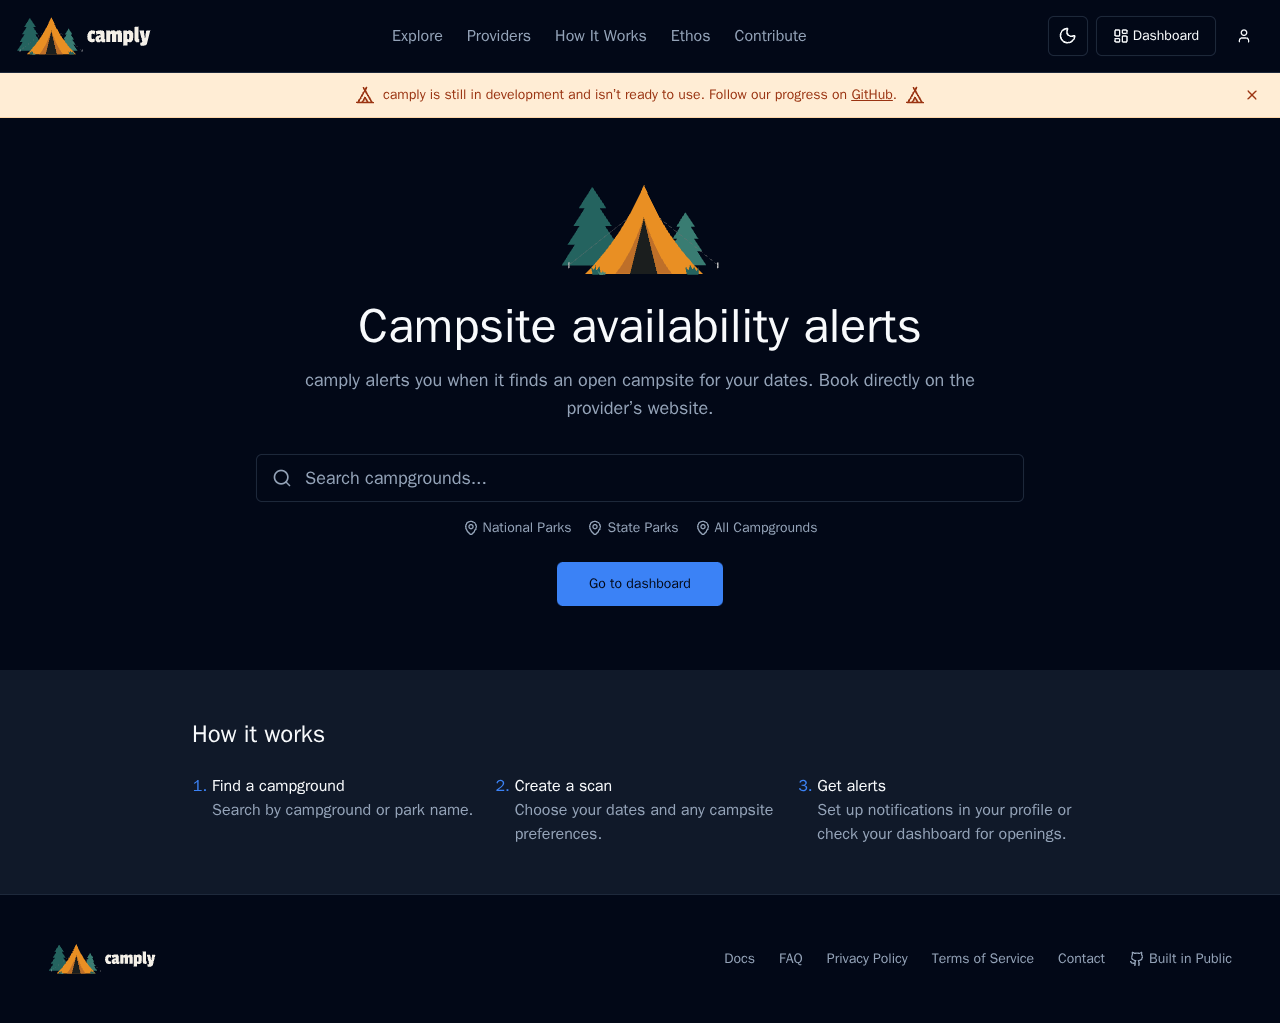 camply
Explore
Providers
How It Works
Ethos
Contribute
Dashboard
camply is still in development and isn't ready to use. Follow our progress on GitHub.
Campsite availability alerts
camply alerts you when it finds an open campsite for your dates. Book directly on the
provider's website.
Search campgrounds...
National Parks
State Parks
All Campgrounds
Go to dashboard
How it works
1. Find a campground
Search by campground or park name.
2. Create a scan
Choose your dates and any campsite
preferences.
3. Get alerts
Set up notifications in your profile or
check your dashboard for openings.
camply
Docs
FAQ
Privacy Policy
Terms of Service
Contact
Built in Public